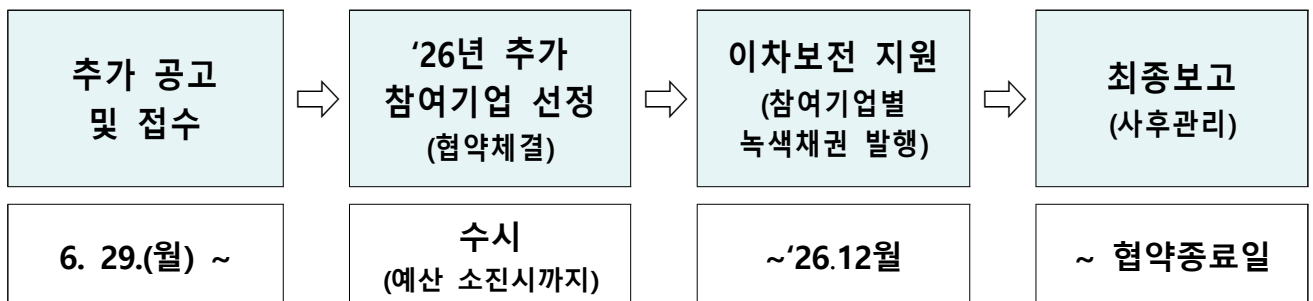 추가 공고
및 접수
‘26년 추가
참여기업 선정
(협약체결)
이차보전 지원
(참여기업별
녹색채권 발행)
최종보고
(사후관리)
6. 29.(월) ~
수시
(예산 소진시까지)
~‘26.12월
~ 협약종료일